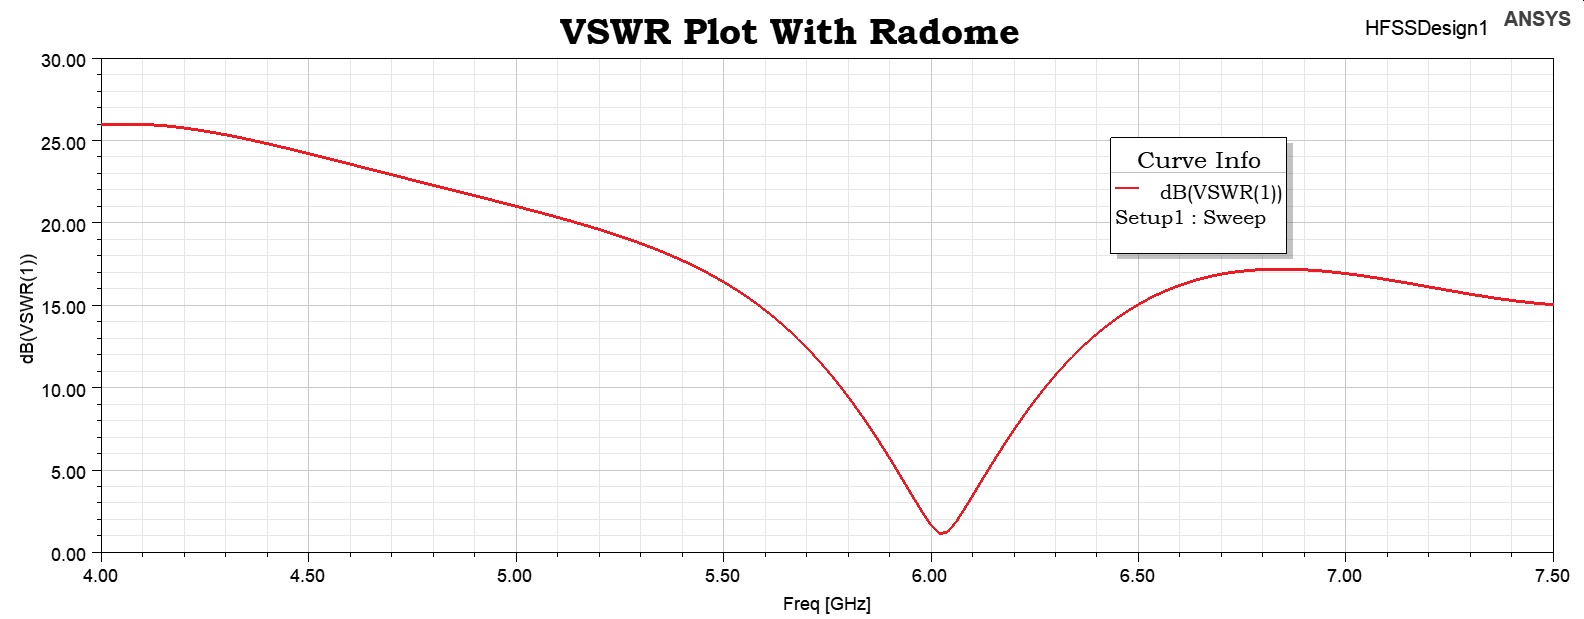 VSWR Plot With Radome
HFSSDesign1
ANSYS
30.00
25.00
20.00
15.00
10.00
5.00
0.00
dB(VSWR(1))
Curve Info
dB(VSWR(1))
Setup1 : Sweep
4.00
4.50
5.00
5.50
6.00
6.50
7.00
7.50
Freq [GHz]